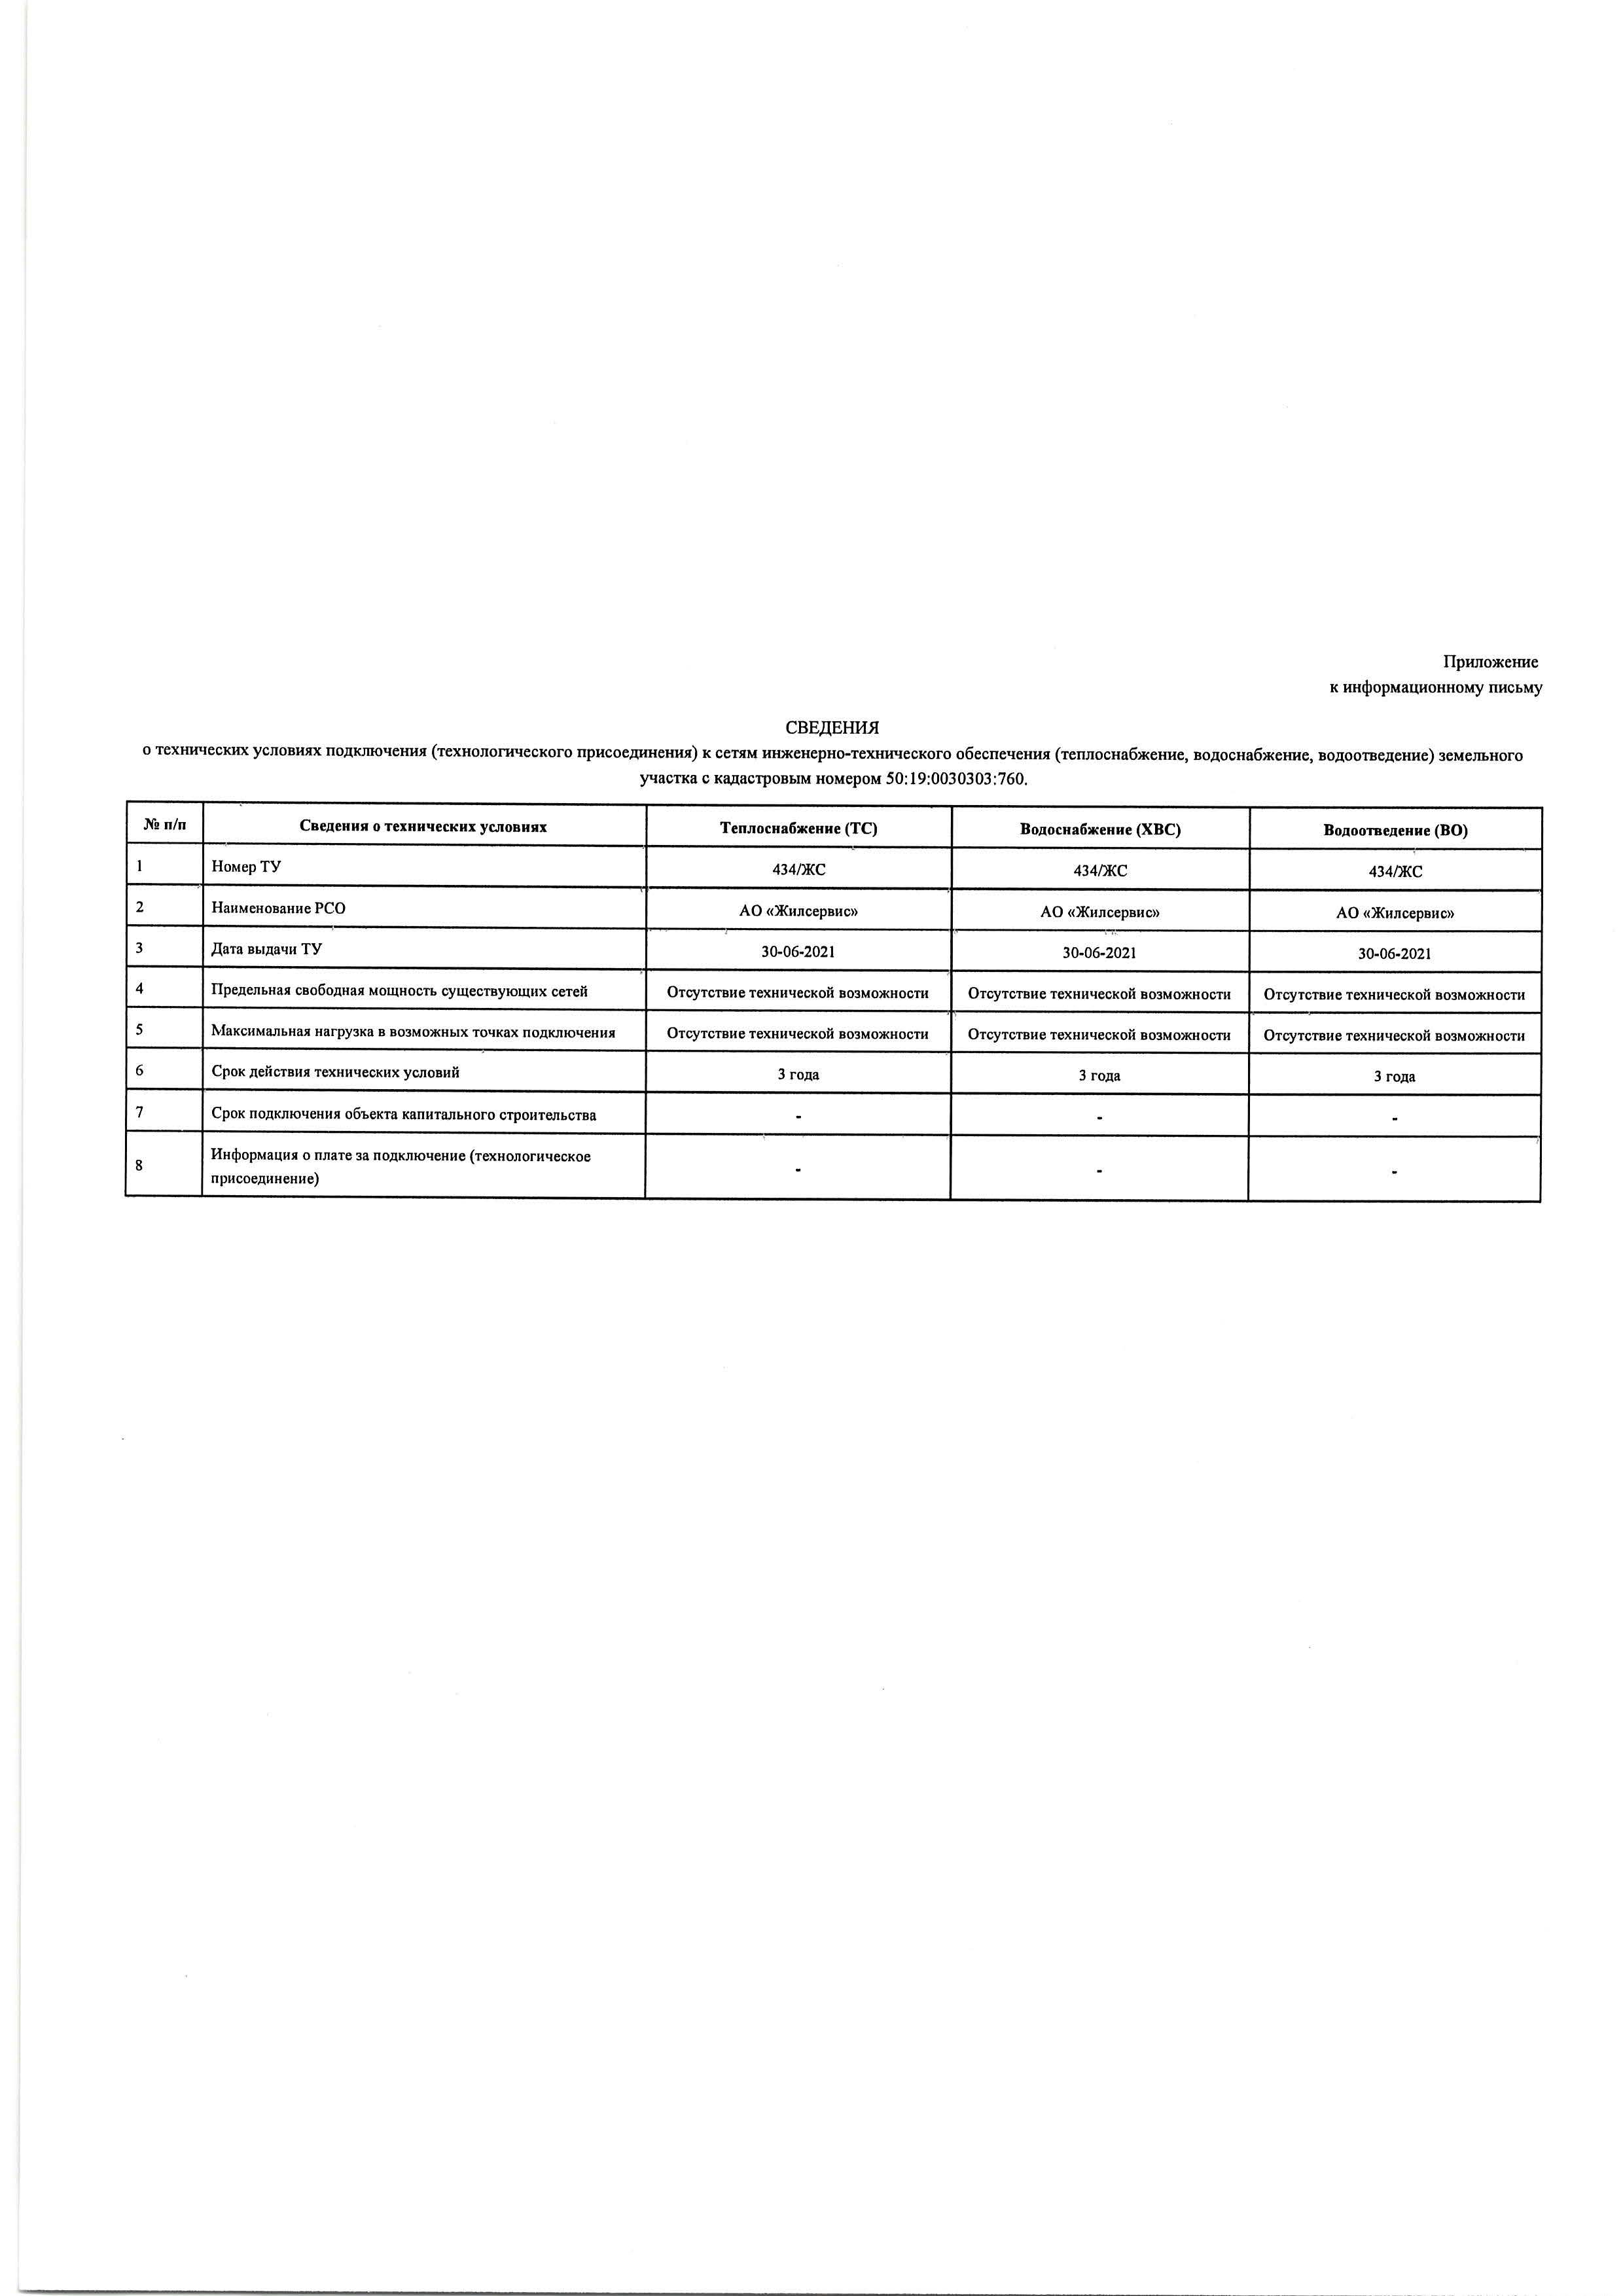 Приложение
к информационному письму
СВЕДЕНИЯ
о технических условиях подключения (технологического присоединения) к сетям инженерно-технического обеспечения (теплоснабжение, водоснабжение, водоотведение) земельного
участка с кадастровым номером 50:19:0030303:760.
№ п/п Сведения о технических условиях Теплоснабжение (ТС) Водоснабжение (ХВС) Водоотведение (ВО)
1 Номер ТУ 434/ЖС 434/ЖС 434/ЖС
2 Наименование РСО АО «Жилсервис» АО «Жилсервис» АО «Жилсервис»
3 Дата выдачи ТУ 30-06-2021 30-06-2021 30-06-2021
4 Предельная свободная мощность существующих сетей Отсутствие технической возможности Отсутствие технической возможности Отсутствие технической возможности
5 Максимальная нагрузка в возможных точках подключения Отсутствие технической возможности Отсутствие технической возможности Отсутствие технической возможности
6 Срок действия технических условий 3 года 3 года 3 года
7 Срок подключения объекта капитального строительства - - -
8 Информация о плате за подключение (технологическое
присоединение) - - -